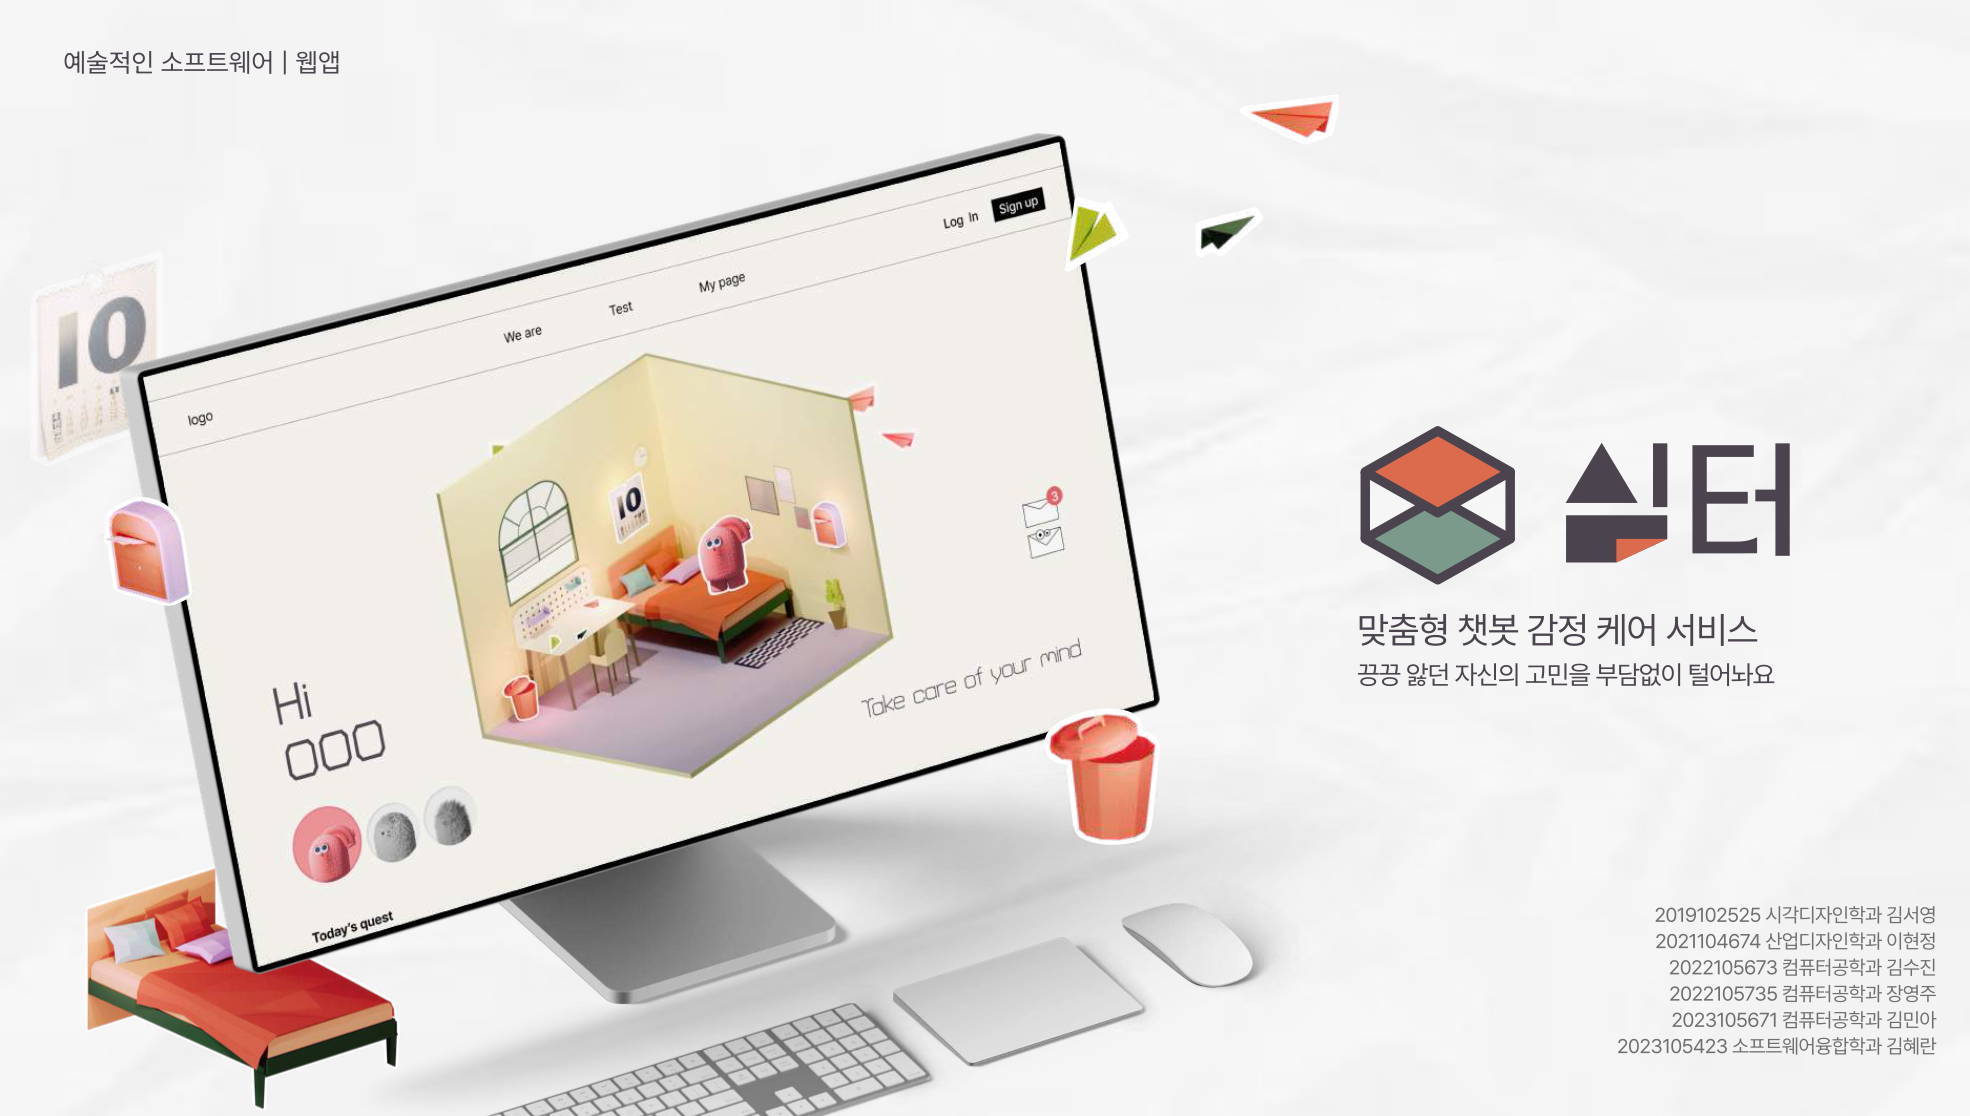 예술적인 소프트웨어 | 웹앱
10
Log In
Sign up
We are
Test
My page
logo
10
3
Hi
OOO
Take care of your mind
Today's quest
쉼터
맞춤형 챗봇 감정 케어 서비스
끙끙 앓던 자신의 고민을 부담없이 털어놔요
2019102525 시각디자인학과 김서영
2021104674 산업디자인학과 이현정
2022105673 컴퓨터공학과 김수진
2022105735 컴퓨터공학과 장영주
2023105671 컴퓨터공학과 김민아
2023105423 소프트웨어융합학과 김혜란